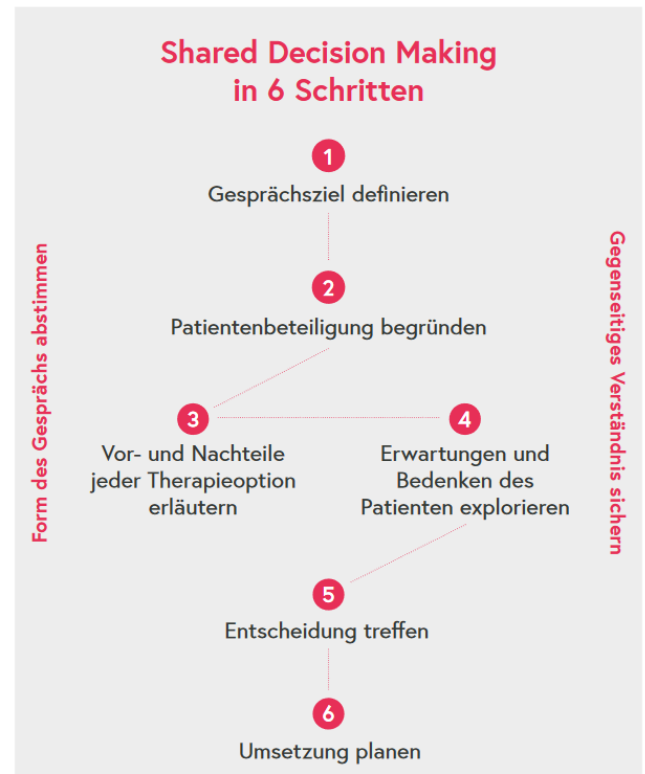 Shared Decision Making
in 6 Schritten
1
Gesprächsziel definieren
2
Patientenbeteiligung begründen
3
Vor- und Nachteile
jeder Therapieoption
erläutern
4
Erwartungen und
Bedenken des
Patienten explorieren
5
Entscheidung treffen
6
Umsetzung planen
Form des Gesprächs abstimmen
Gegenseitiges Verständnis sichern